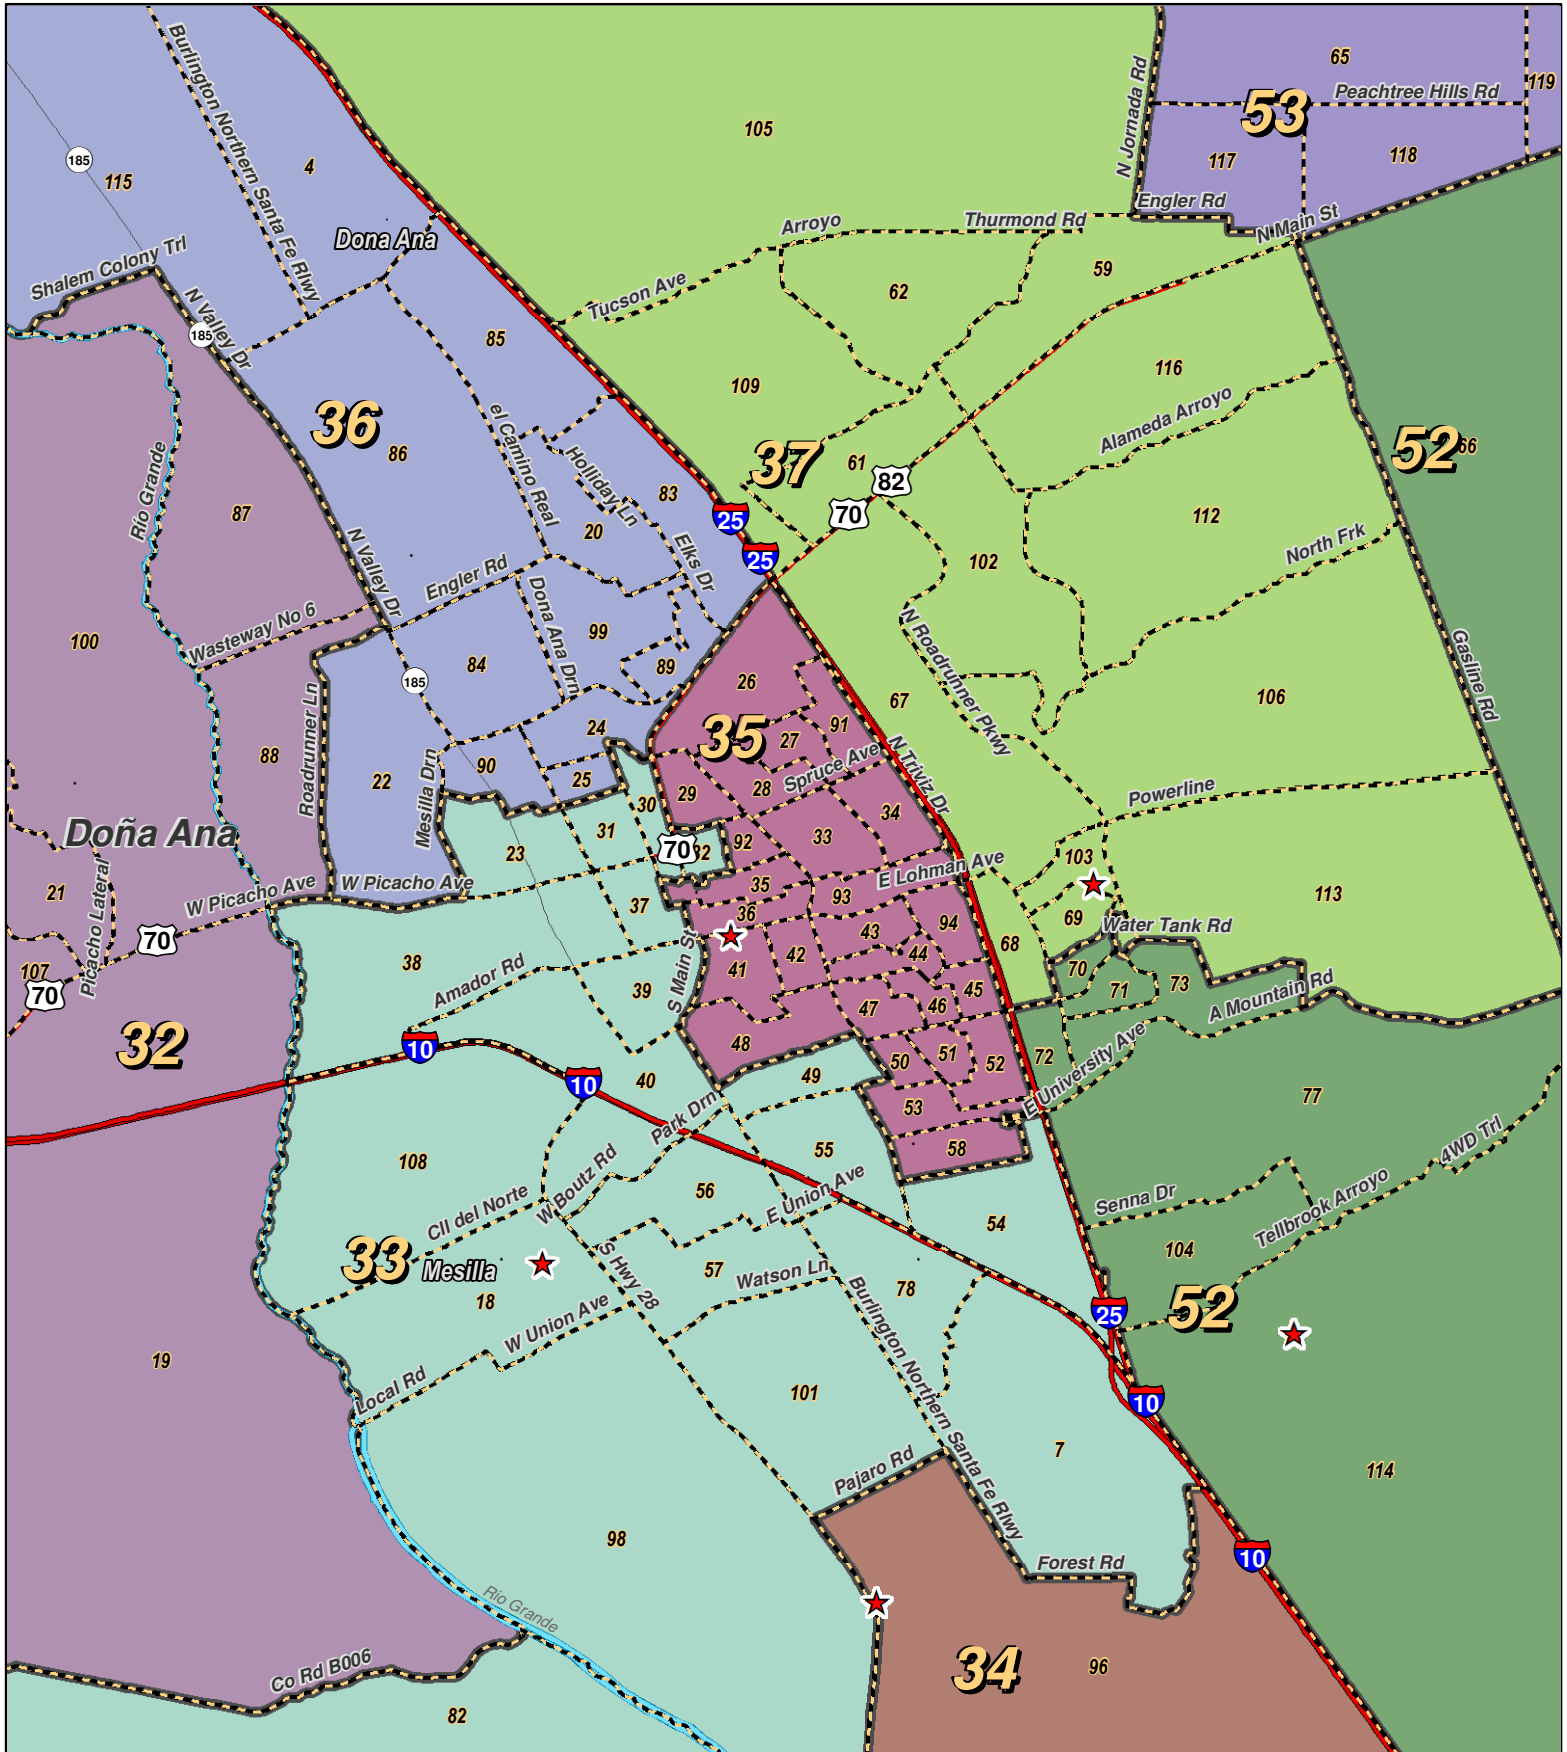 65
119
Peachtree Hills Rd
53
117
118
N Jornada Rd
Engler Rd
N Main St
105
Burlington Northern Santa Fe Rlwy
185
115
4
Dona Ana
Arroyo
Thurmond Rd
59
62
Tucson Ave
Shalem Colony Trl
N Valley Dr
185
85
109
116
Alameda Arroyo
36
86
el Camino Real
Holliday Ln
83
20
Elks Dr
37
61
82
70
25
25
52
66
112
North Frk
102
Rio Grande
87
N Valley Dr
Engler Rd
Dona Ana Drn
99
89
84
185
Wasteway No 6
100
88
Roadrunner Ln
22
Mesilla Drn
90
24
25
26
35
27
91
67
N Roadrunner Pkwy
106
Gasline Rd
29
28
Spruce Ave
N Triviz Dr
34
30
31
23
70
32
92
33
Powerline
103
113
Doña Ana
21
Picacho Lateral
W Picacho Ave
W Picacho Ave
70
107
70
35
93
E Lohman Ave
36
37
38
Amador Rd
39
S Main St
41
42
43
44
94
68
69
Water Tank Rd
70
71
73
A Mountain Rd
45
46
47
48
50
51
52
72
E University Ave
77
32
10
10
40
49
53
58
Park Drn
108
W Boutz Rd
55
56
E Union Ave
54
Senna Dr
4WD Trl
Tellbrook Arroyo
104
Cll del Norte
33
Mesilla
18
S Hwy 28
57
Watson Ln
78
25
52
W Union Ave
Local Rd
19
101
Burlington Northern Santa Fe Rlwy
10
7
114
Pajaro Rd
98
Forest Rd
10
Rio Grande
34
96
Co Rd B006
82